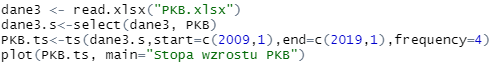 dane3 <- read.xlsx("PKB.xlsx")
dane3.s<-select(dane3, PKB)
PKB.ts<-ts(dane3.s,start=c(2009,1),end=c(2019,1),frequency=4)
plot(PKB.ts, main="Stopa wzrostu PKB")